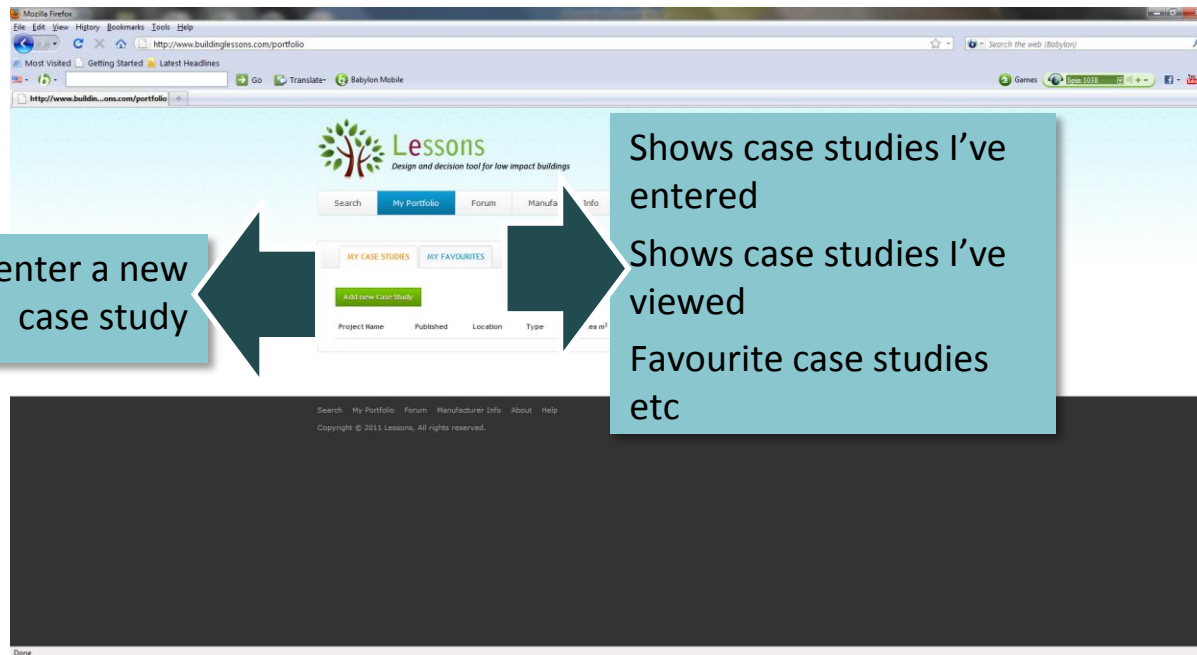 Mozilla Firefox
File Edit View History Bookmarks Tools Help
http://www.buildinglessons.com/portfolio
Search the web (Babylon)
Most Visited Getting Started Latest Headlines
Go Translate Babylon Mobile
Games Spin 1038
http://www.buildin...ons.com/portfolio
Lessons
Design and decision tool for low impact buildings
Search My Portfolio Forum Manufa Info
MY CASE STUDIES MY FAVOURITES
Add new Case Study
Project Name Published Location Type ea m²
enter a new
case study
Shows case studies I've
entered
Shows case studies I've
viewed
Favourite case studies
etc
Search My Portfolio Forum Manufacturer Info About Help
Copyright © 2011 Lessons, All rights reserved.
Done